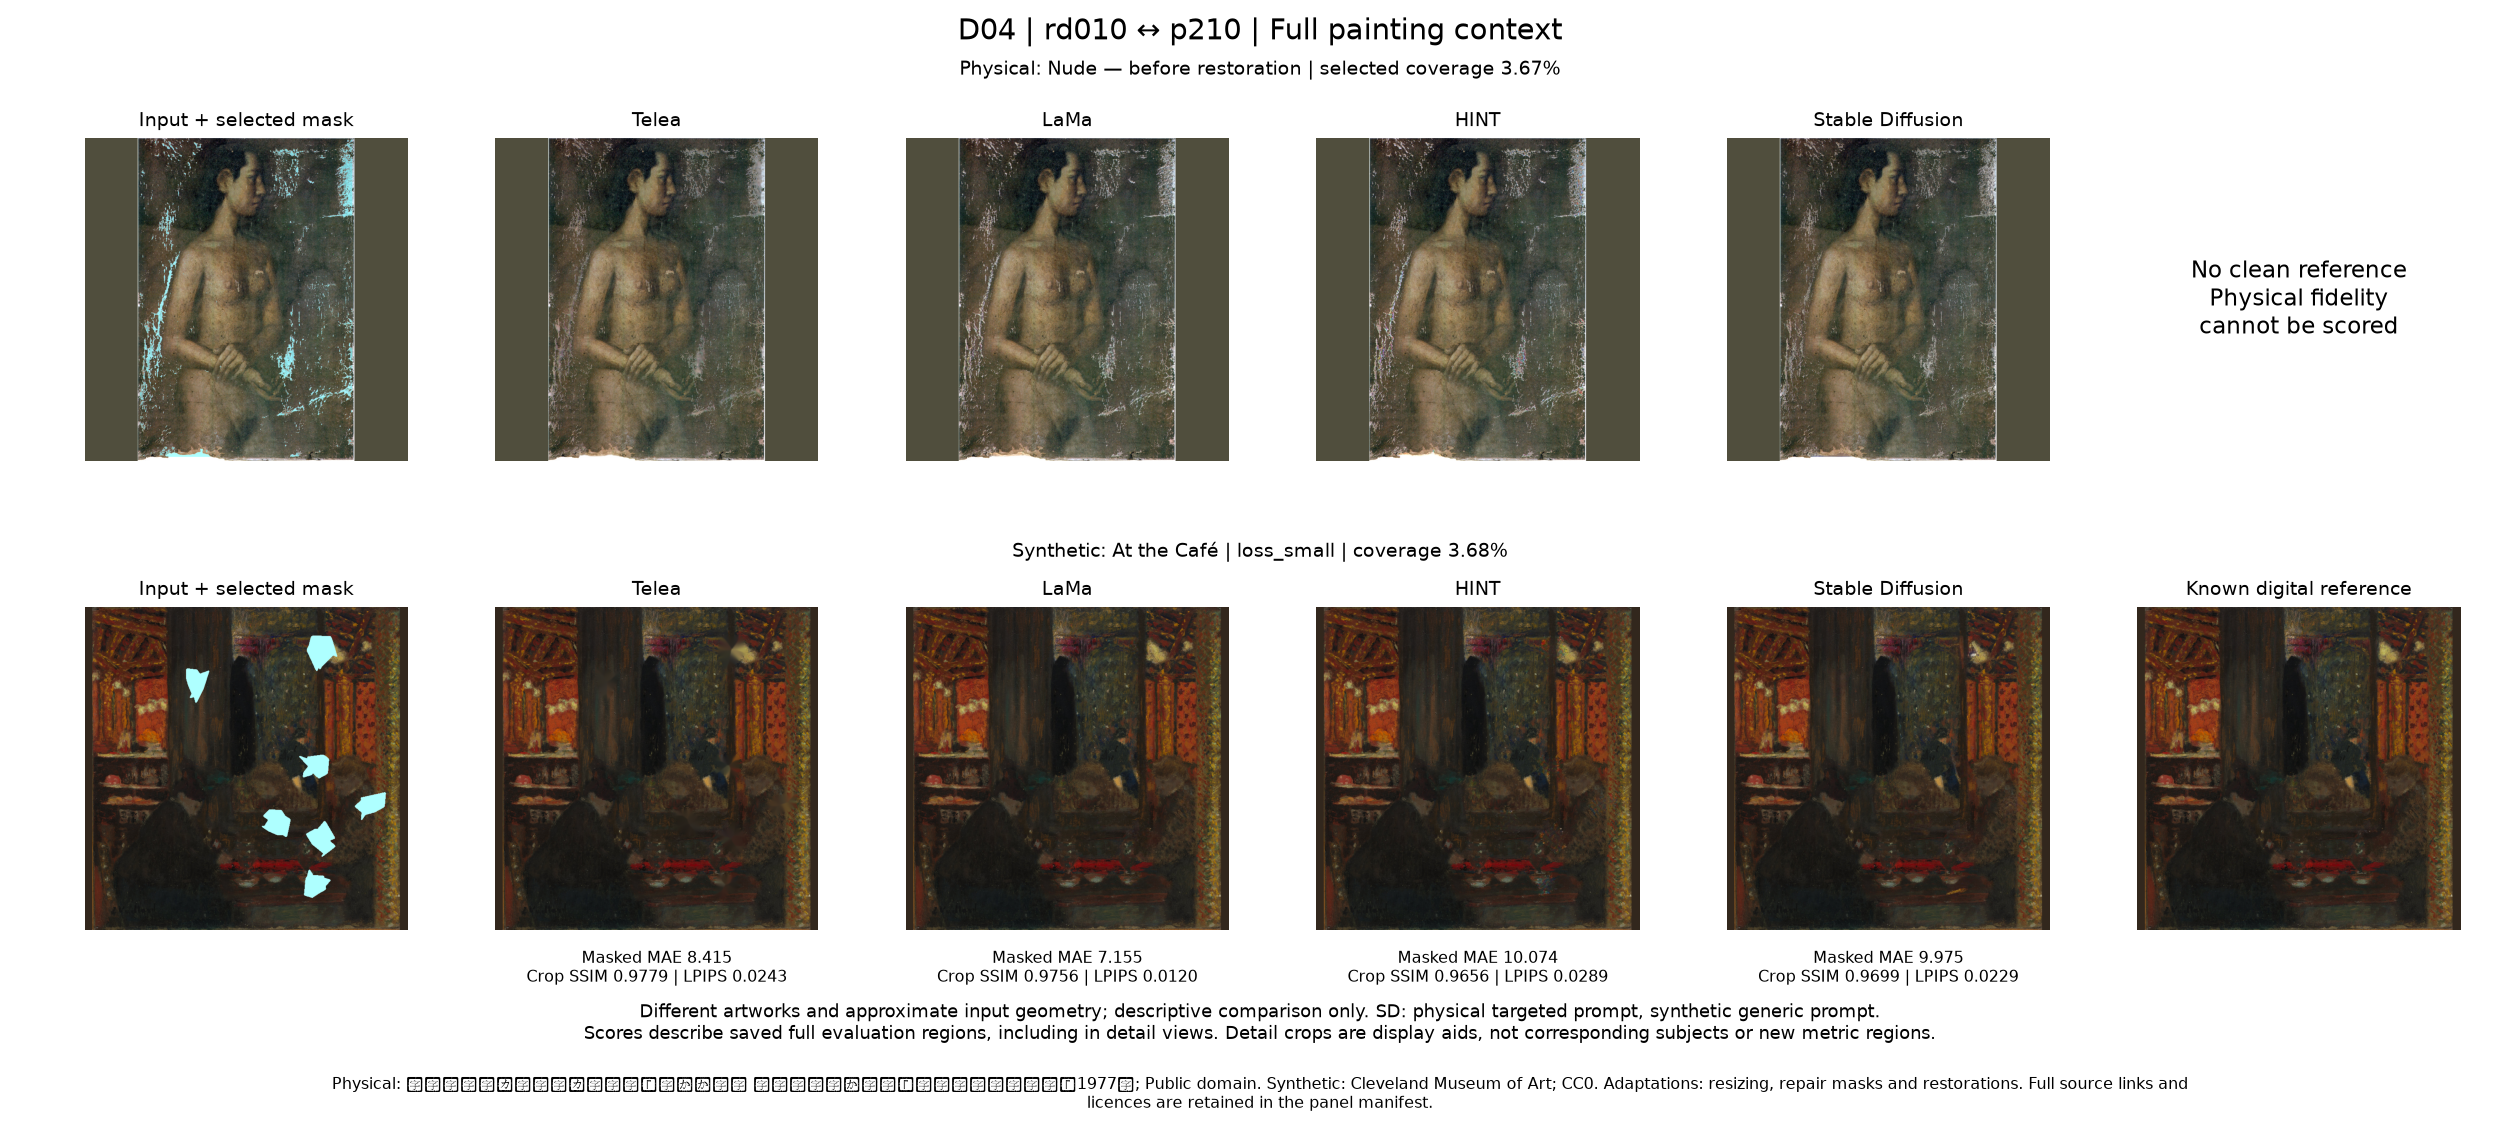 D04 | rd010 ↔ p210 | Full painting context
Physical: Nude — before restoration | selected coverage 3.67%
Input + selected mask
Telea
LaMa
HINT
Stable Diffusion
No clean reference
Physical fidelity
cannot be scored
Synthetic: At the Café | loss_small | coverage 3.68%
Input + selected mask
Telea
LaMa
HINT
Stable Diffusion
Known digital reference
Masked MAE 8.415
Crop SSIM 0.9779 | LPIPS 0.0243
Masked MAE 7.155
Crop SSIM 0.9756 | LPIPS 0.0120
Masked MAE 10.074
Crop SSIM 0.9656 | LPIPS 0.0289
Masked MAE 9.975
Crop SSIM 0.9699 | LPIPS 0.0229
Different artworks and approximate input geometry; descriptive comparison only. SD: physical targeted prompt, synthetic generic prompt.
Scores describe saved full evaluation regions, including in detail views. Detail crops are display aids, not corresponding subjects or new metric regions.
Physical: 1977; Public domain. Synthetic: Cleveland Museum of Art; CC0. Adaptations: resizing, repair masks and restorations. Full source links and
licences are retained in the panel manifest.